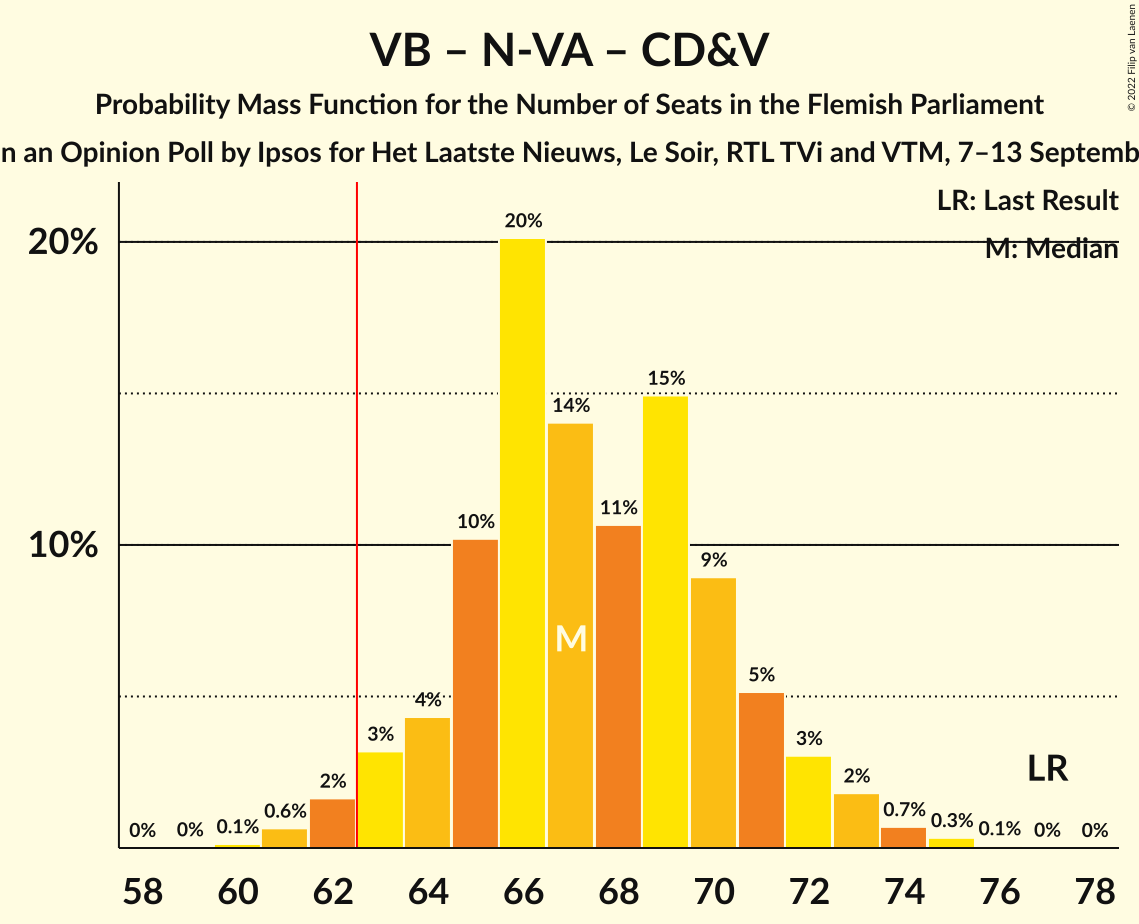 VB – N-VA – CD&V
Probability Mass Function for the Number of Seats in the Flemish Parliament
an Opinion Poll by Ipsos for Het Laatste Nieuws, Le Soir, RTL TVi and VTM, 7–13
© 2022 Filip van Laenen
LR: Last Result
M: Median
20%
10%
0% 0% 0.1% 0.6% 2% 3% 4% 10% 20% 14% 11% 15% 9% 5% 3% 2% 0.7% 0.3% 0.1% 0% 0%
M
LR
58 60 62 64 66 68 70 72 74 76 78